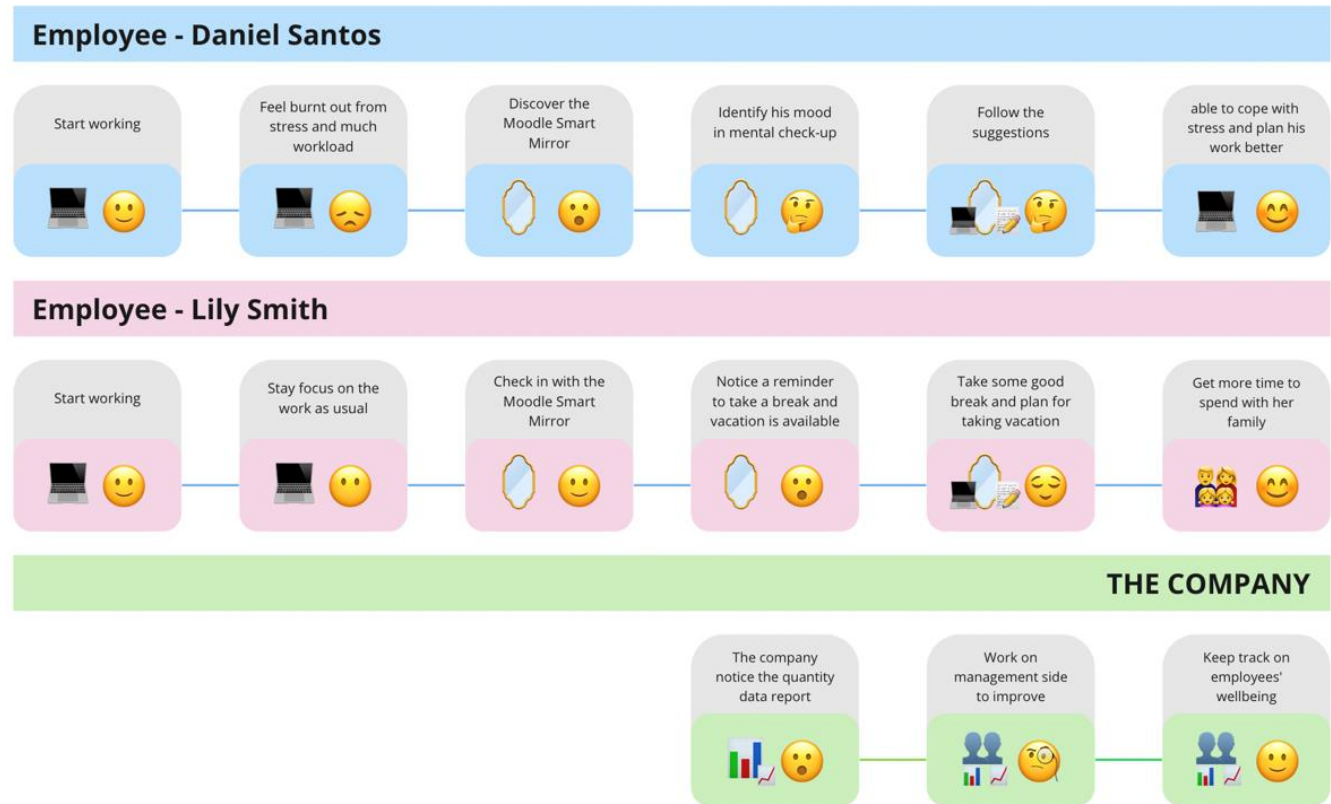 Employee - Daniel Santos
Start working
Feel burnt out from
stress and much
workload
Discover the
Moodle Smart
Mirror
Identify his mood
in mental check-up
Follow the
suggestions
able to cope with
stress and plan his
work better
Employee - Lily Smith
Start working
Stay focus on the
work as usual
Check in with the
Moodle Smart
Mirror
Notice a reminder
to take a break and
vacation is available
Take some good
break and plan for
taking vacation
Get more time to
spend with her
family
THE COMPANY
The company
notice the quantity
data report
Work on
management side
to improve
Keep track on
employees'
wellbeing